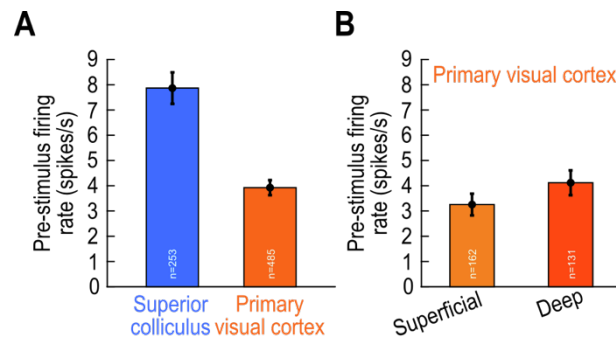 A
Pre-stimulus firing
rate (spikes/s)
9
8
7
6
5
4
3
2
1
0
n=253
n=485
Superior
colliculus
Primary
visual cortex
B
Primary visual cortex
Pre-stimulus firing
rate (spikes/s)
9
8
7
6
5
4
3
2
1
0
n=162
n=131
Superficial
Deep